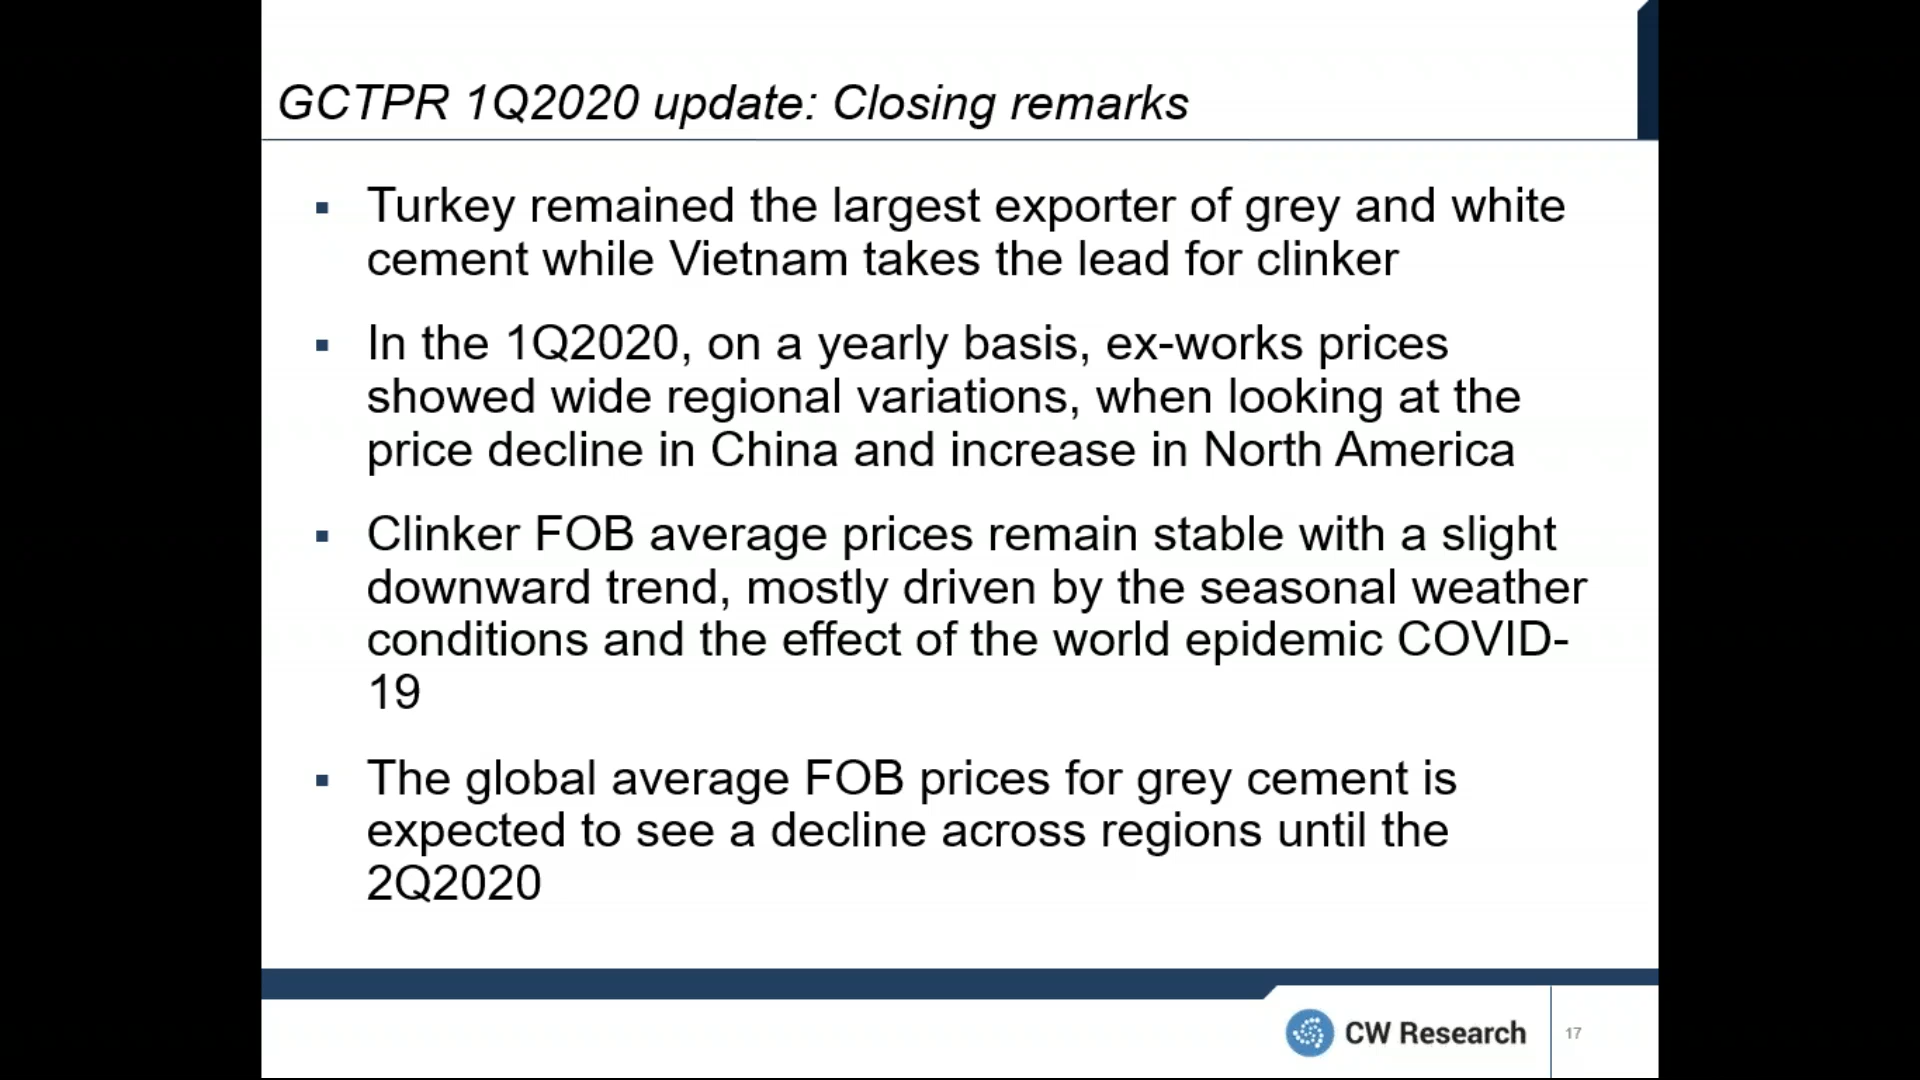 GCTPR 1Q2020 update: Closing remarks
▪ Turkey remained the largest exporter of grey and white
cement while Vietnam takes the lead for clinker
▪ In the 1Q2020, on a yearly basis, ex-works prices
showed wide regional variations, when looking at the
price decline in China and increase in North America
▪ Clinker FOB average prices remain stable with a slight
downward trend, mostly driven by the seasonal weather
conditions and the effect of the world epidemic COVID-
19
▪ The global average FOB prices for grey cement is
expected to see a decline across regions until the
2Q2020
CW Research
17